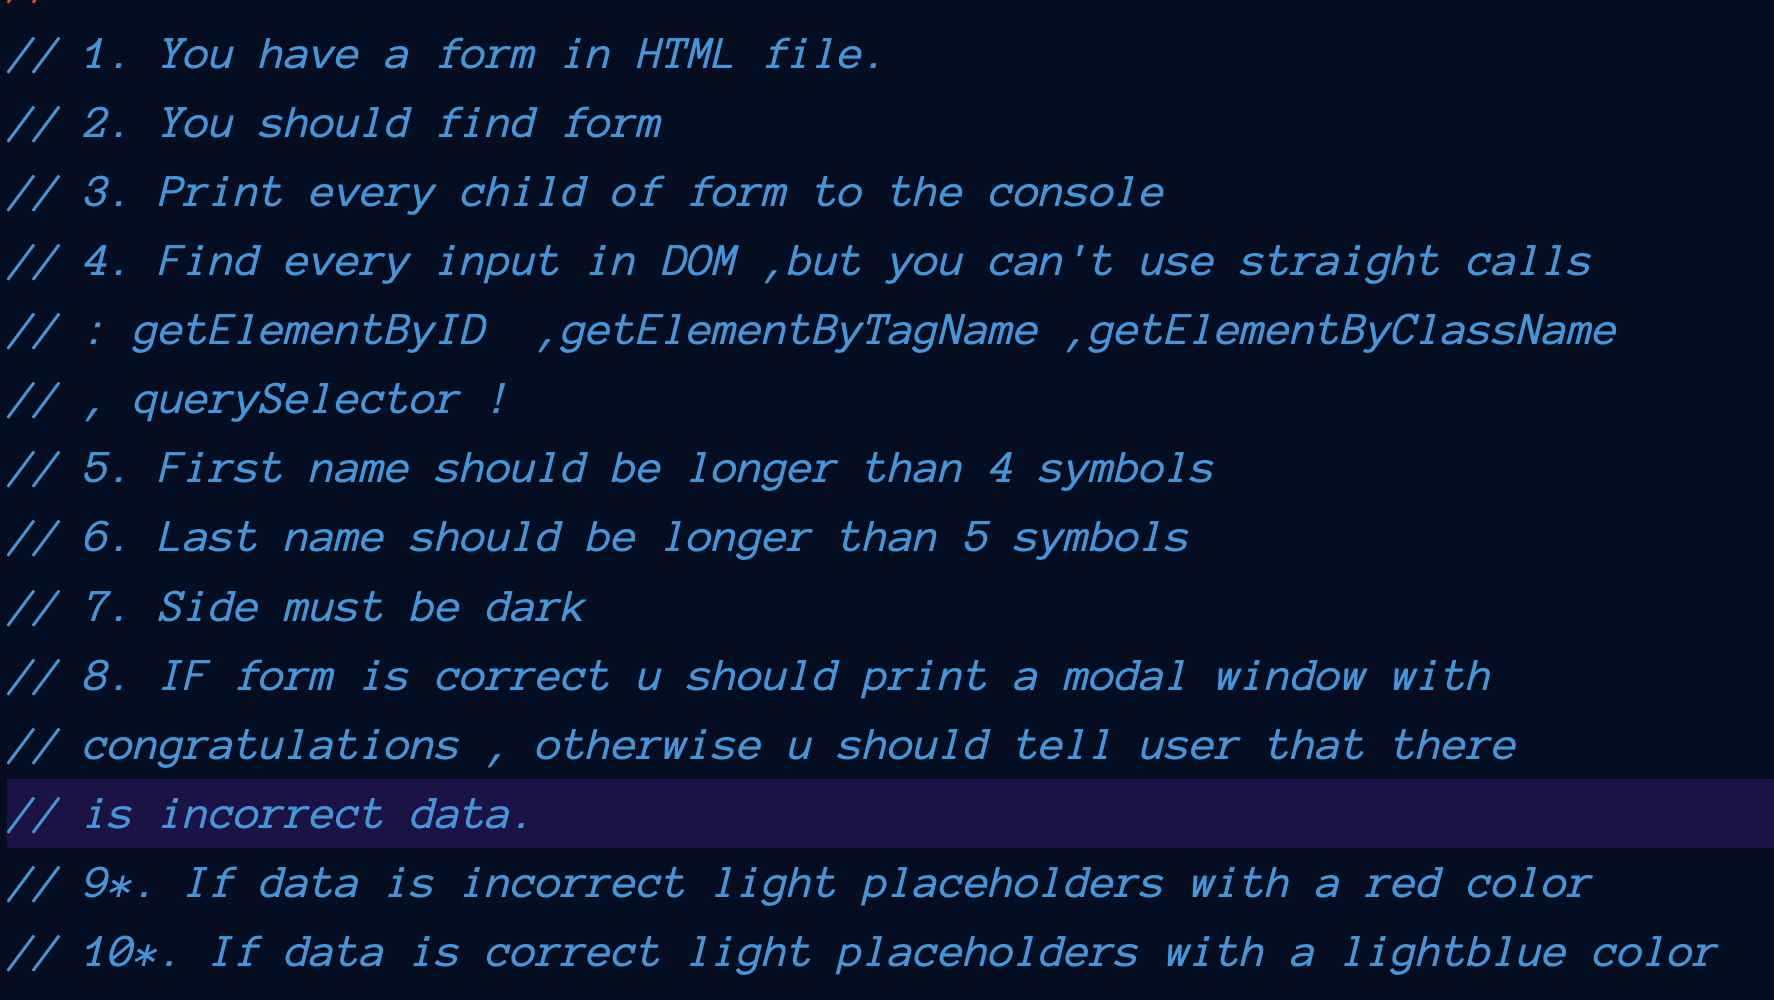 // 1. You have a form in HTML file.
// 2. You should find form
// 3. Print every child of form to the console
// 4. Find every input in DOM ,but you can't use straight calls
// : getElementByID  ,getElementByTagName ,getElementByClassName
// , querySelector !
// 5. First name should be longer than 4 symbols
// 6. Last name should be longer than 5 symbols
// 7. Side must be dark
// 8. IF form is correct u should print a modal window with
// congratulations , otherwise u should tell user that there
// is incorrect data.
// 9*. If data is incorrect light placeholders with a red color
// 10*. If data is correct light placeholders with a lightblue color